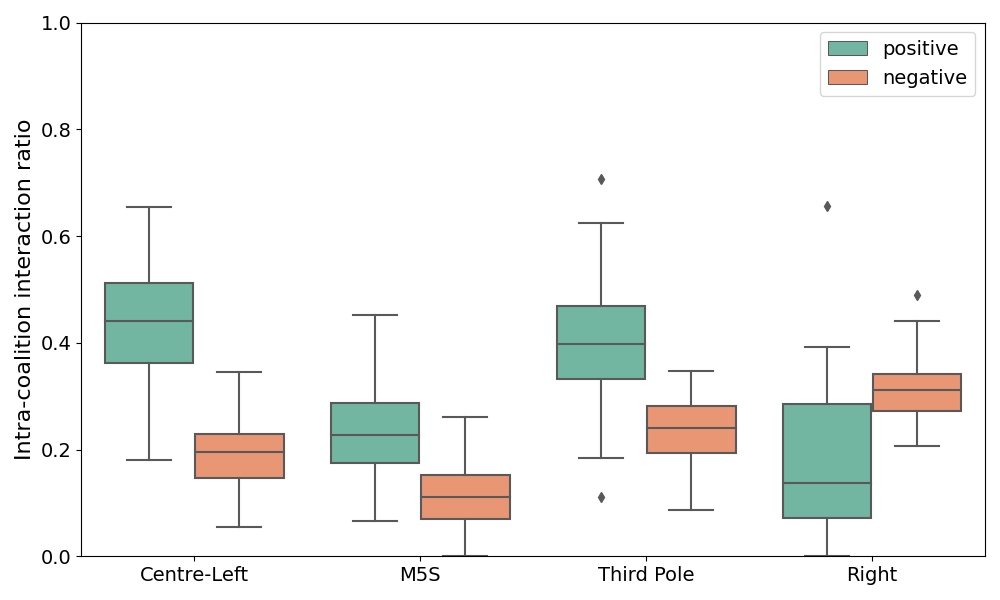 positive
negative
Intra-coalition interaction ratio
1.0
0.8
0.6
0.4
0.2
0.0
Centre-Left M5S Third Pole Right